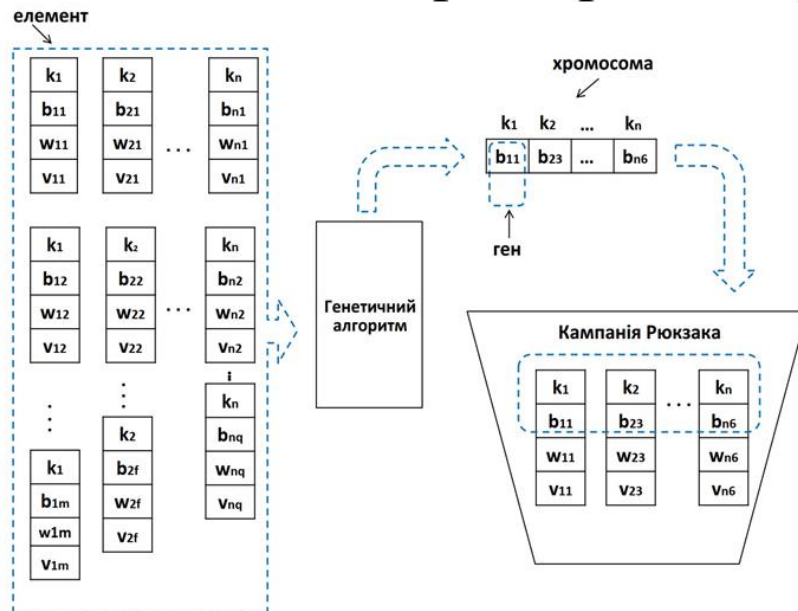 елемент
k1 k2 kn
b11 b21 bn1
w11 w21 ... wn1
v11 v21 vn1
k1 k2 kn
b12 b22 bn2
w12 w22 ... wn2
v12 v22 vn2
k1 k2 kn
b1m b2f bnq
w1m w2f wnq
v1m v2f vnq
Генетичний
алгоритм
хромосома
k1 k2 ... kn
b11 b23 ... bn6
ген
Кампанія Рюкзака
k1 k2 ... kn
b11 b23 bn6
w11 w23 wn6
v11 v23 vn6